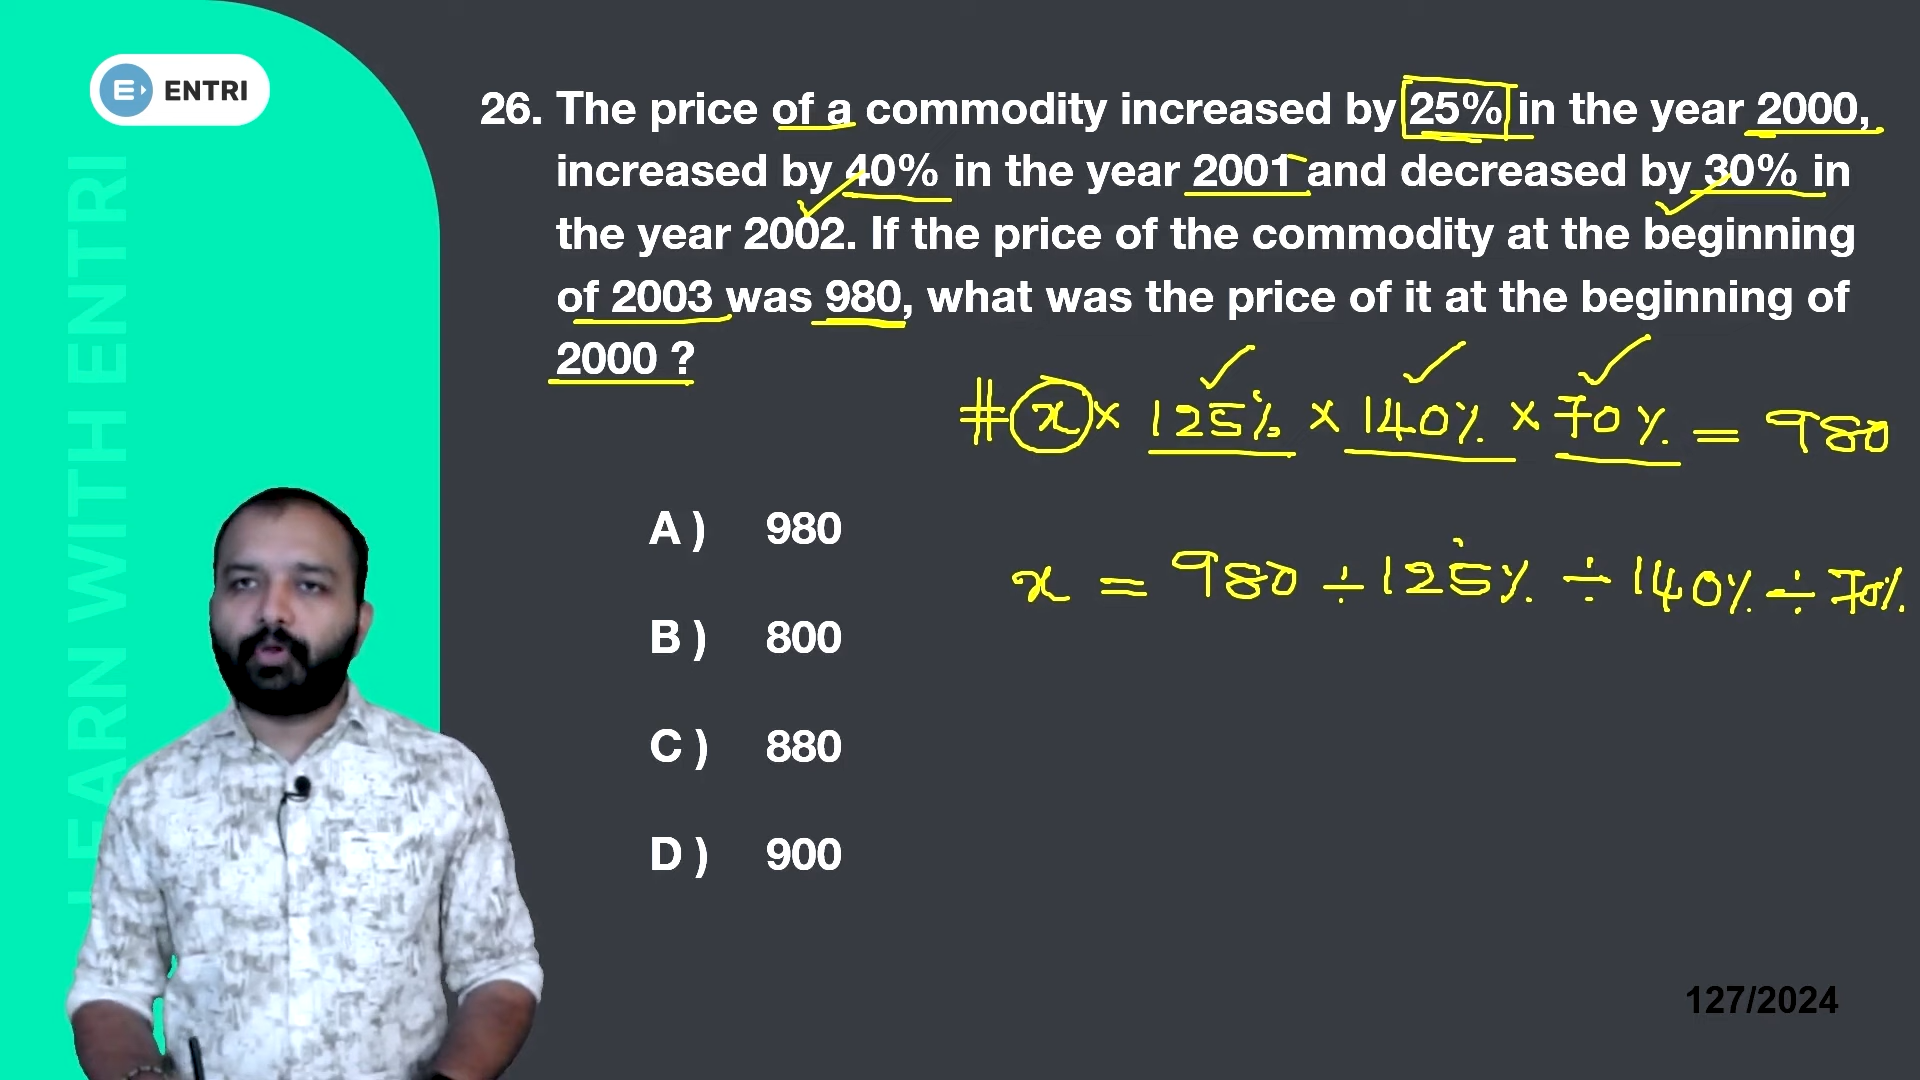 ENTRI
LEARN WITH ENTRI
26. The price of a commodity increased by 25% in the year 2000,
increased by 40% in the year 2001 and decreased by 30% in
the year 2002. If the price of the commodity at the beginning
of 2003 was 980, what was the price of it at the beginning of
2000 ?
# x × 125% × 140% × 70% = 980
A) 980
x = 980 ÷ 125% ÷ 140% ÷ 70%
B) 800
C) 880
D) 900
127/2024